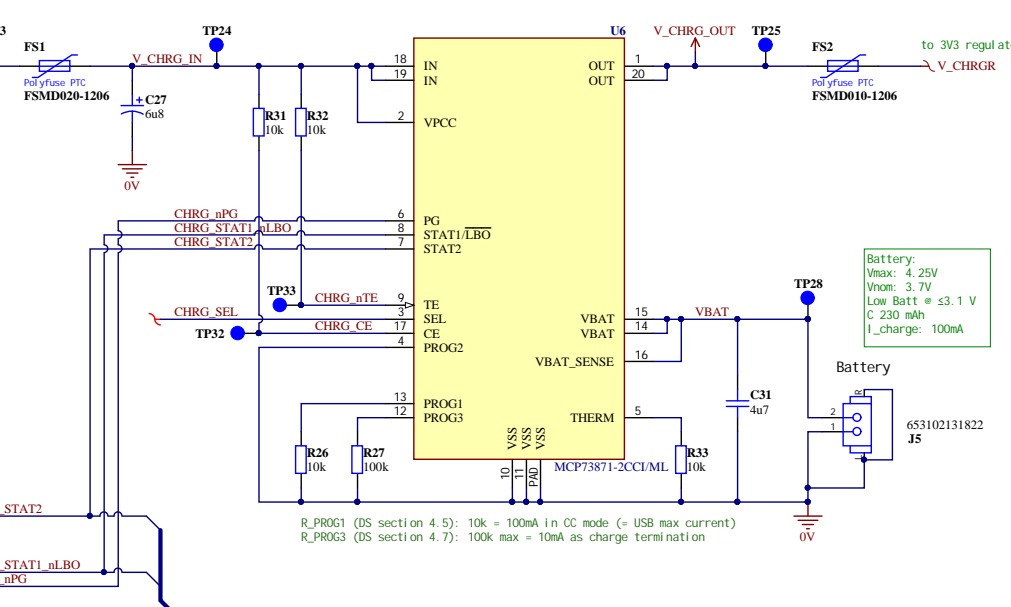 3
FS1
Polyfuse PTC
FSMD020-1206
V_CHRG_IN
TP24
C27
6u8
0V
R31
10k
R32
10k
U6
18
IN
19
IN
2
VPCC
CHRG_nPG
6
PG
CHRG_STAT1_nLBO
8
STAT1/LBO
CHRG_STAT2
7
STAT2
TP33
CHRG_nTE
9
TE
CHRG_SEL
3
SEL
TP32
CHRG_CE
17
CE
4
PROG2
13
PROG1
12
PROG3
R26
10k
R27
100k
OUT
1
OUT
20
V_CHRG_OUT
TP25
FS2
Polyfuse PTC
FSMD010-1206
to 3V3 regulat
V_CHRGR
VBAT
15
VBAT
VBAT
14
VBAT_SENSE
16
THERM
5
R33
10k
VSS
VSS
VSS
10
11
PAD
MCP73871-2CCI/ML
C31
4u7
TP28
Battery:
Vmax: 4.25V
Vnom: 3.7V
Low Batt @ ≤3.1 V
C 230 mAh
I_charge: 100mA
Battery
2
1
653102131822
J5
0V
R_PROG1 (DS section 4.5): 10k = 100mA in CC mode (= USB max current)
R_PROG3 (DS section 4.7): 100k max = 10mA as charge termination
_STAT2
_STAT1_nLBO
_nPG